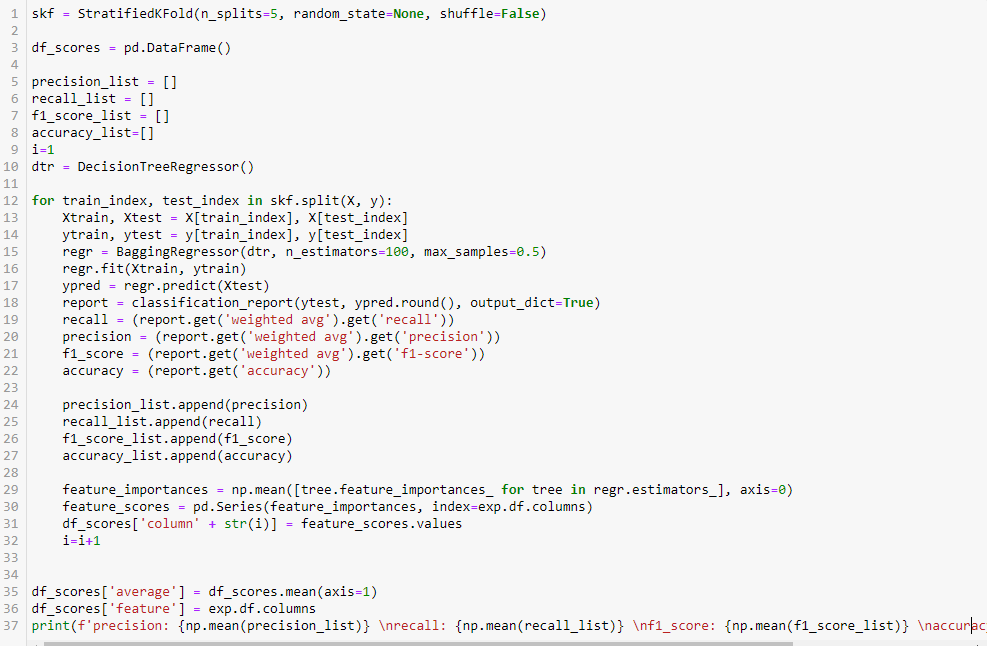 1 skf = StratifiedKFold(n_splits=5, random_state=None, shuffle=False)
2
3 df_scores = pd.DataFrame()
4
5 precision_list = []
6 recall_list = []
7 f1_score_list = []
8 accuracy_list=[]
9 i=1
10 dtr = DecisionTreeRegressor()
11
12 for train_index, test_index in skf.split(X, y):
13     Xtrain, Xtest = X[train_index], X[test_index]
14     ytrain, ytest = y[train_index], y[test_index]
15     regr = BaggingRegressor(dtr, n_estimators=100, max_samples=0.5)
16     regr.fit(Xtrain, ytrain)
17     ypred = regr.predict(Xtest)
18     report = classification_report(ytest, ypred.round(), output_dict=True)
19     recall = (report.get('weighted avg').get('recall'))
20     precision = (report.get('weighted avg').get('precision'))
21     f1_score = (report.get('weighted avg').get('f1-score'))
22     accuracy = (report.get('accuracy'))
23
24     precision_list.append(precision)
25     recall_list.append(recall)
26     f1_score_list.append(f1_score)
27     accuracy_list.append(accuracy)
28
29     feature_importances = np.mean([tree.feature_importances_ for tree in regr.estimators_], axis=0)
30     feature_scores = pd.Series(feature_importances, index=exp.df.columns)
31     df_scores['column' + str(i)] = feature_scores.values
32     i=i+1
33
34
35 df_scores['average'] = df_scores.mean(axis=1)
36 df_scores['feature'] = exp.df.columns
37 print(f'precision: {np.mean(precision_list)} \nrecall: {np.mean(recall_list)} \nf1_score: {np.mean(f1_score_list)} \naccurac